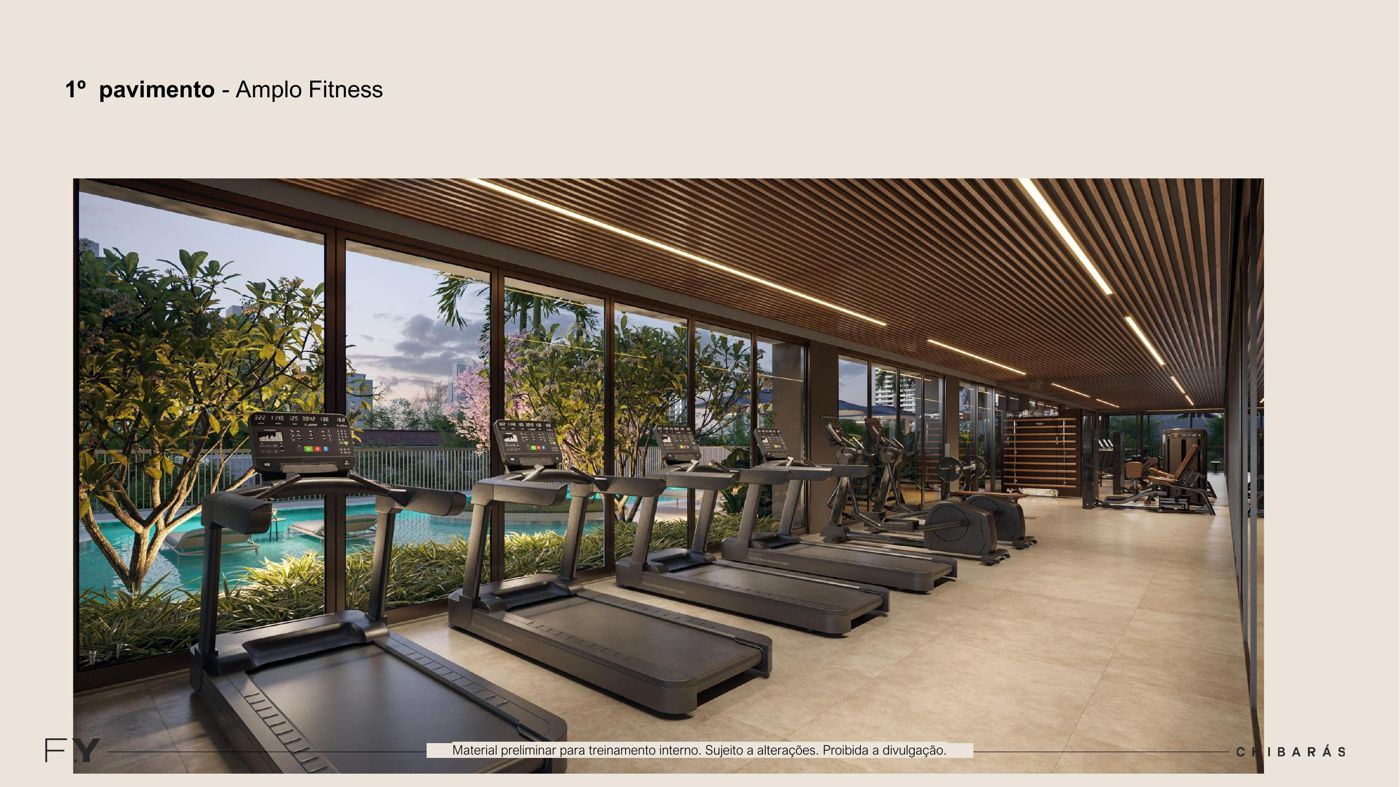 1º pavimento - Amplo Fitness
F.Y
Material preliminar para treinamento interno. Sujeito a alterações. Proibida a divulgação.
CHIBARÁS